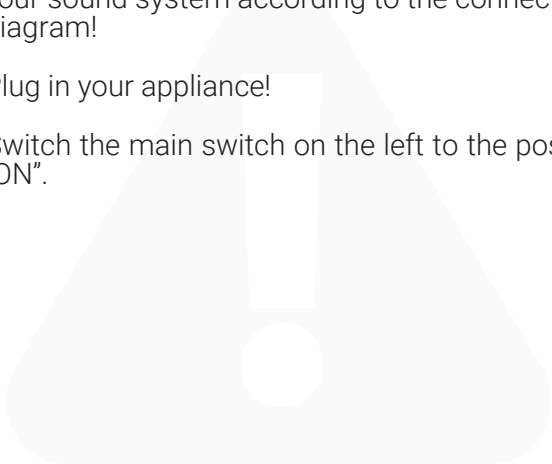 our sound system according to the connec
iagram!
lug in your appliance!
witch the main switch on the left to the pos
ON”.